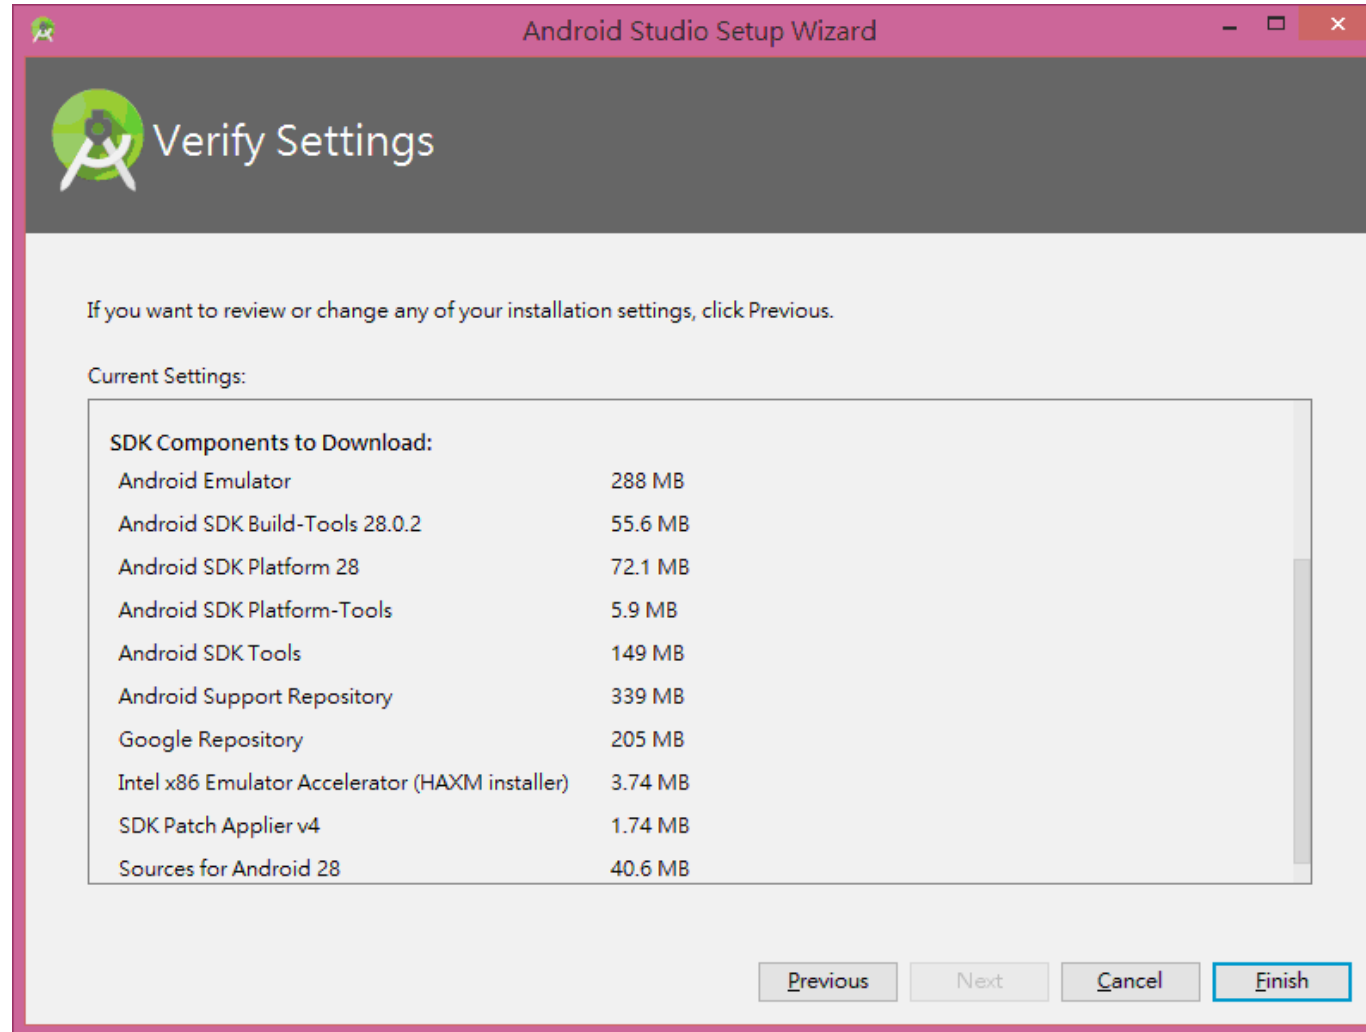 Android Studio Setup Wizard
Verify Settings
If you want to review or change any of your installation settings, click Previous.
Current Settings:
SDK Components to Download:
Android Emulator 288 MB
Android SDK Build-Tools 28.0.2 55.6 MB
Android SDK Platform 28 72.1 MB
Android SDK Platform-Tools 5.9 MB
Android SDK Tools 149 MB
Android Support Repository 339 MB
Google Repository 205 MB
Intel x86 Emulator Accelerator (HAXM installer) 3.74 MB
SDK Patch Applier v4 1.74 MB
Sources for Android 28 40.6 MB
Previous Next Cancel Finish